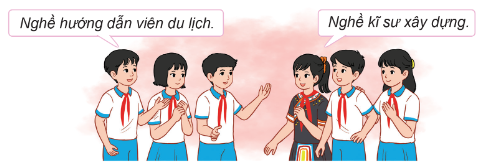 Nghề hướng dẫn viên du lịch.
Nghề kĩ sư xây dựng.